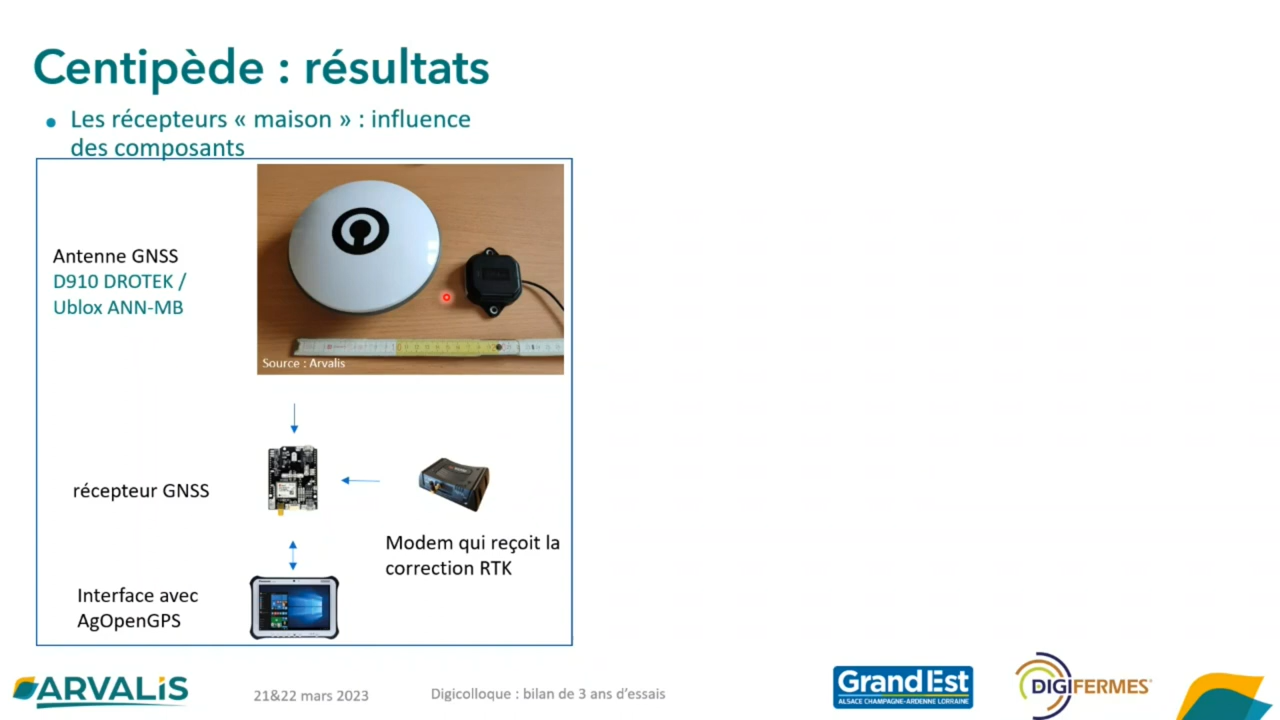 Centipède : résultats
• Les récepteurs « maison » : influence
des composants
Antenne GNSS
D910 DROTEK /
Ublox ANN-MB
Source : Arvalis
récepteur GNSS
Modem qui reçoit la
correction RTK
Interface avec
AgOpenGPS
ARVALIS
21&22 mars 2023
Digicolloque : bilan de 3 ans d'essais
GrandEst
ALSACE CHAMPAGNE-ARDENNE LORRAINE
DIGIFERMES®